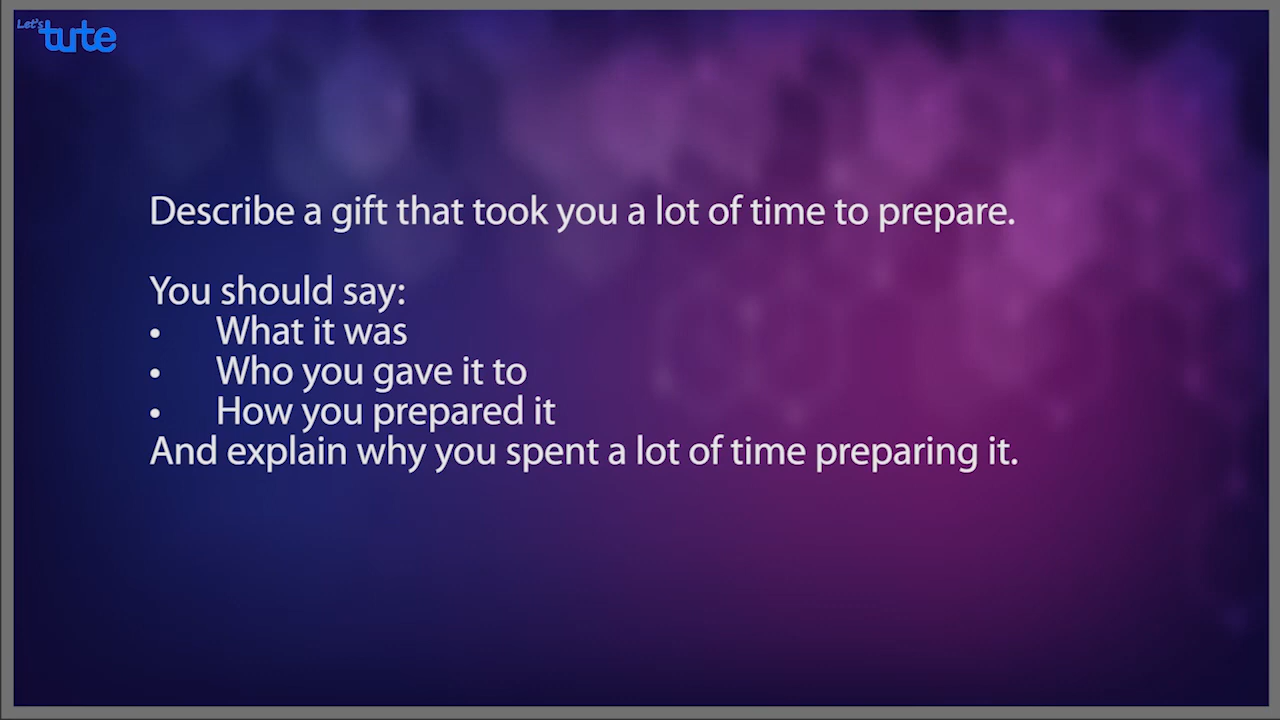 Let's
tute
Describe a gift that took you a lot of time to prepare.
You should say:
• What it was
• Who you gave it to
• How you prepared it
And explain why you spent a lot of time preparing it.